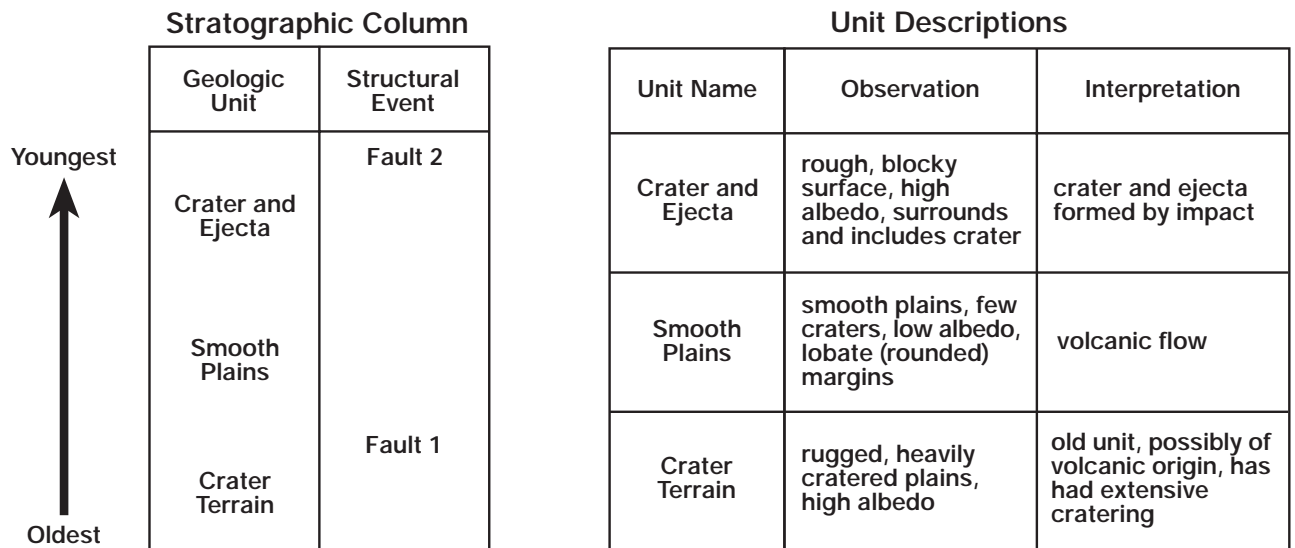 Stratographic Column
Geologic
Unit
Structural
Event
Youngest
Fault 2
Crater and
Ejecta
Smooth
Plains
Fault 1
Crater
Terrain
Oldest
Unit Descriptions
Unit Name
Observation
Interpretation
Crater and
Ejecta
rough, blocky
surface, high
albedo, surrounds
and includes crater
crater and ejecta
formed by impact
Smooth
Plains
smooth plains, few
craters, low albedo,
lobate (rounded)
margins
volcanic flow
Crater
Terrain
rugged, heavily
cratered plains,
high albedo
old unit, possibly of
volcanic origin, has
had extensive
cratering